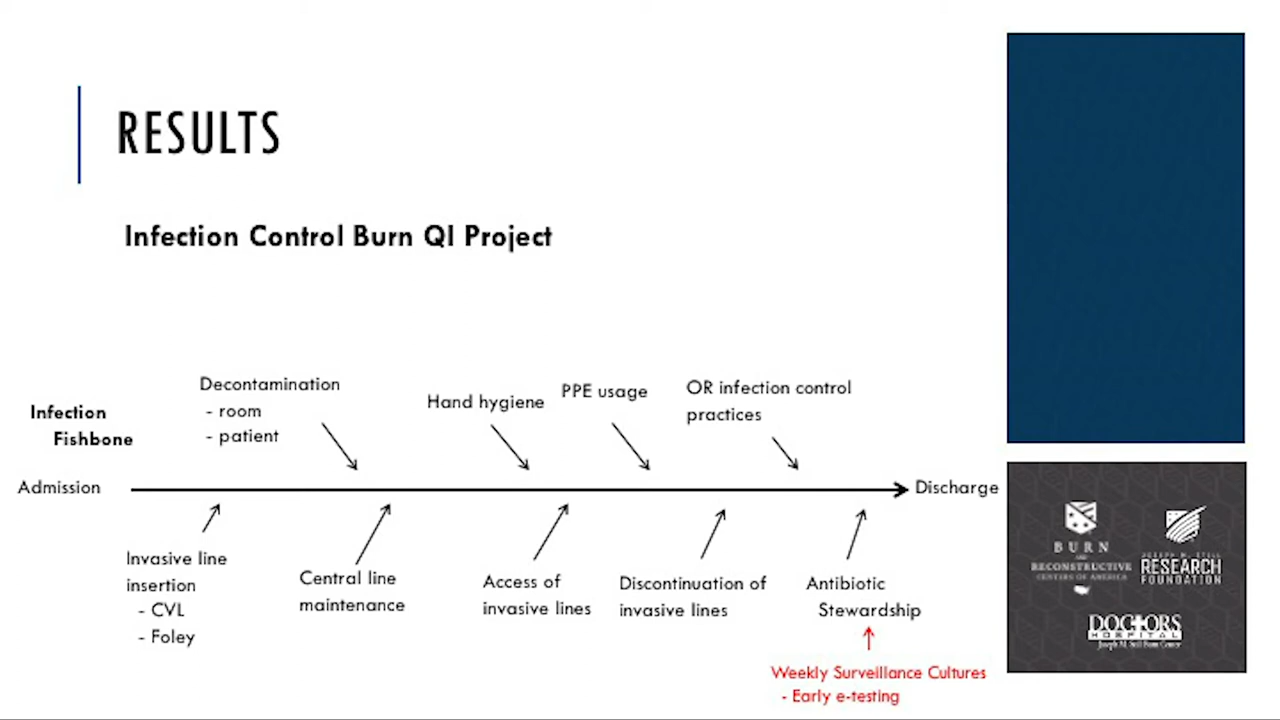 RESULTS
Infection Control Burn QI Project
Infection
Fishbone
Decontamination
- room
- patient
Hand hygiene
PPE usage
OR infection control
practices
Admission
Discharge
Invasive line
insertion
- CVL
- Foley
Central line
maintenance
Access of
invasive lines
Discontinuation of
invasive lines
Antibiotic
Stewardship
Weekly Surveillance Cultures
- Early e-testing
BURN
AND
RECONSTRUCTIVE
CENTERS OF AMERICA
JOSEPH M. STILL
RESEARCH
FOUNDATION
DOCTORS
HOSPITAL
Joseph M. Still Burn Center